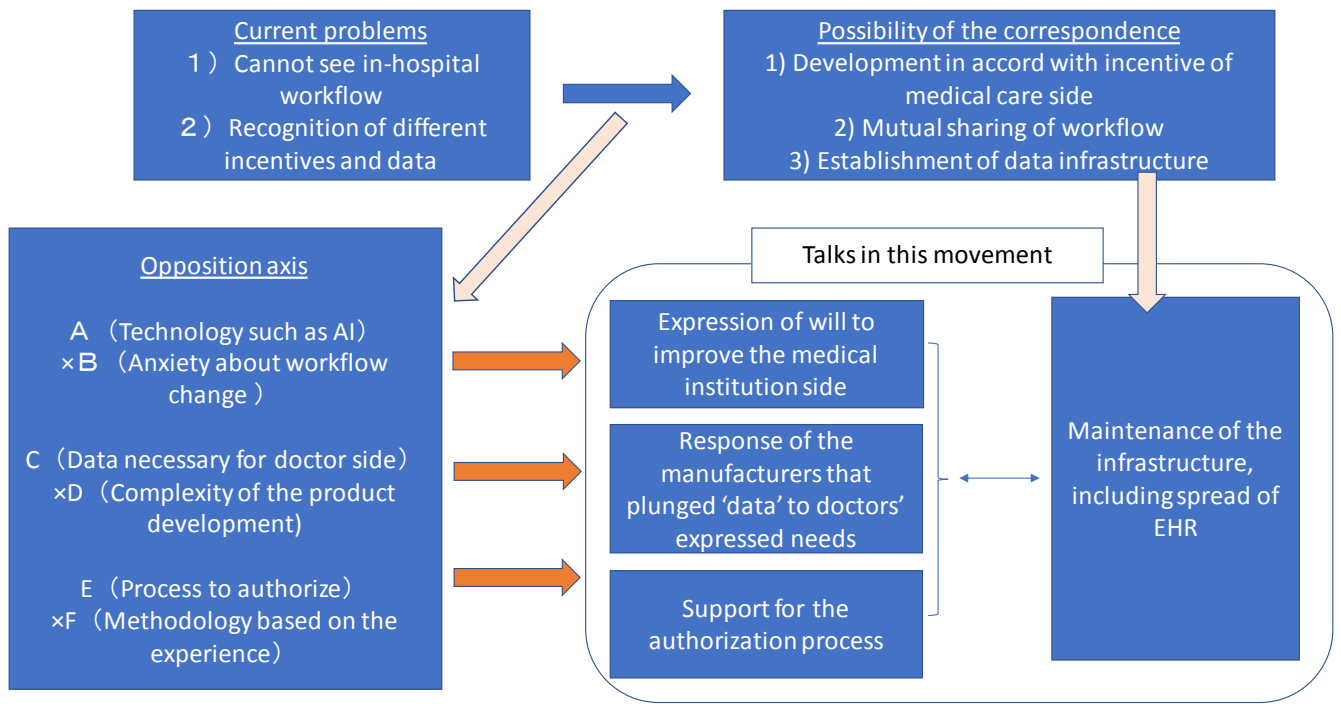 Current problems
１）Cannot see in-hospital
workflow
２）Recognition of different
incentives and data
Possibility of the correspondence
1) Development in accord with incentive of
medical care side
2) Mutual sharing of workflow
3) Establishment of data infrastructure
Opposition axis
A（Technology such as AI）
×B（Anxiety about workflow
change ）
C（Data necessary for doctor side）
×D（Complexity of the product
development)
E（Process to authorize）
×F（Methodology based on the
experience）
Talks in this movement
Expression of will to
improve the medical
institution side
Response of the
manufacturers that
plunged ‘data’ to doctors’
expressed needs
Support for the
authorization process
Maintenance of the
infrastructure,
including spread of
EHR